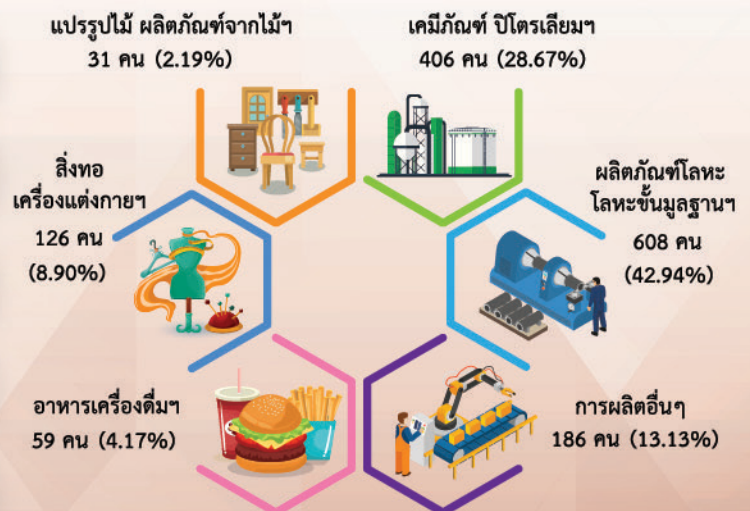 แปรรูปไม้ ผลิตภัณฑ์จากไม้ฯ
31 คน (2.19%)
เคมีภัณฑ์ ปิโตรเลียมฯ
406 คน (28.67%)
สิ่งทอ
เครื่องแต่งกายฯ
126 คน
(8.90%)
ผลิตภัณฑ์โลหะ
โลหะขั้นมูลฐานฯ
608 คน
(42.94%)
อาหารเครื่องดื่มฯ
59 คน (4.17%)
การผลิตอื่นๆ
186 คน (13.13%)